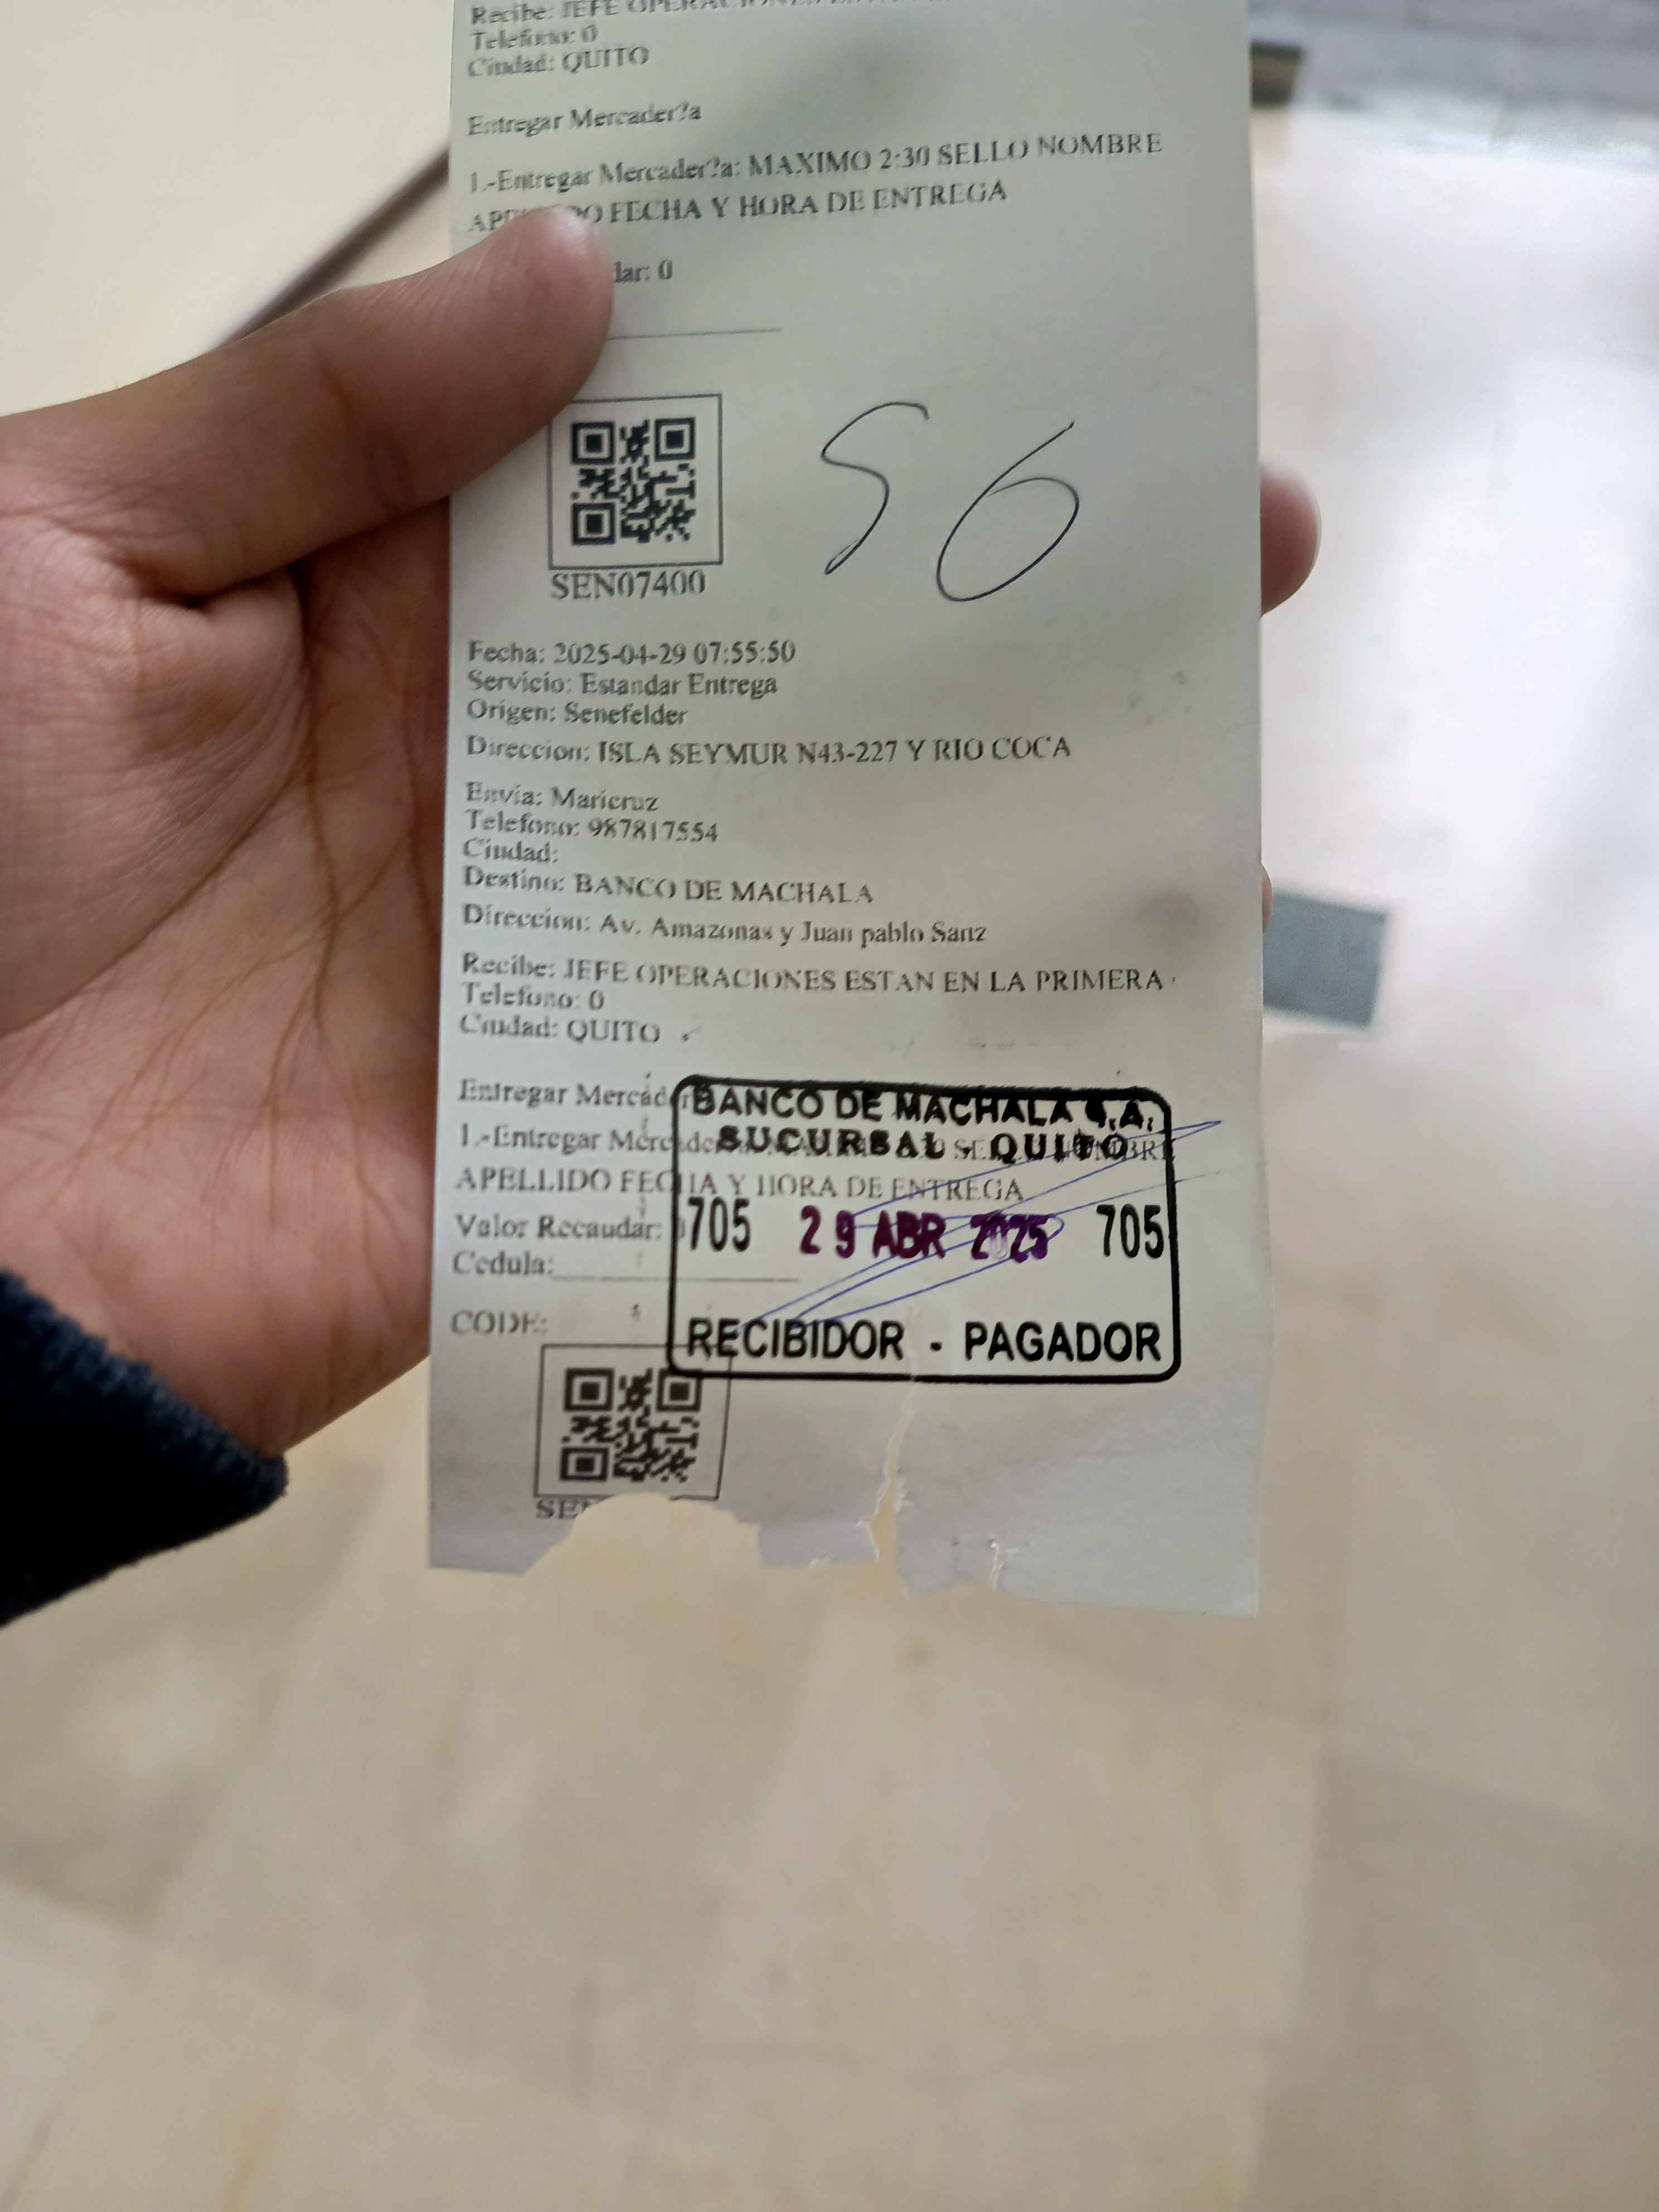 Recibe: JEFE OPERACIONES
Telefono: 0
Ciudad: QUITO
Entregar Mercader?a
1.-Entregar Mercader?a: MAXIMO 2:30 SELLO NOMBRE
FECHA Y HORA DE ENTREGA
0
56
SEN07400
Fecha: 2025-04-29 07:55:50
Servicio: Estandar Entrega
Origen: Senefelder
Direccion: ISLA SEYMUR N43-227 Y RIO COCA
Envia: Maricruz
Telefono: 987817554
Ciudad:
Destino: BANCO DE MACHALA
Direccion: Av. Amazonas y Juan pablo Sanz
Recibe: JEFE OPERACIONES ESTAN EN LA PRIMERA
Telefono: 0
Ciudad: QUITO
Entregar
BANCO DE MACHALA S.A.
1.-Entregar
SUCURSAL - QUITO
APELLIDO FECHA Y HORA DE ENTREGA
Valor Recaudar:
705 29 ABR 2025 705
Cedula:
CODE:
RECIBIDOR - PAGADOR